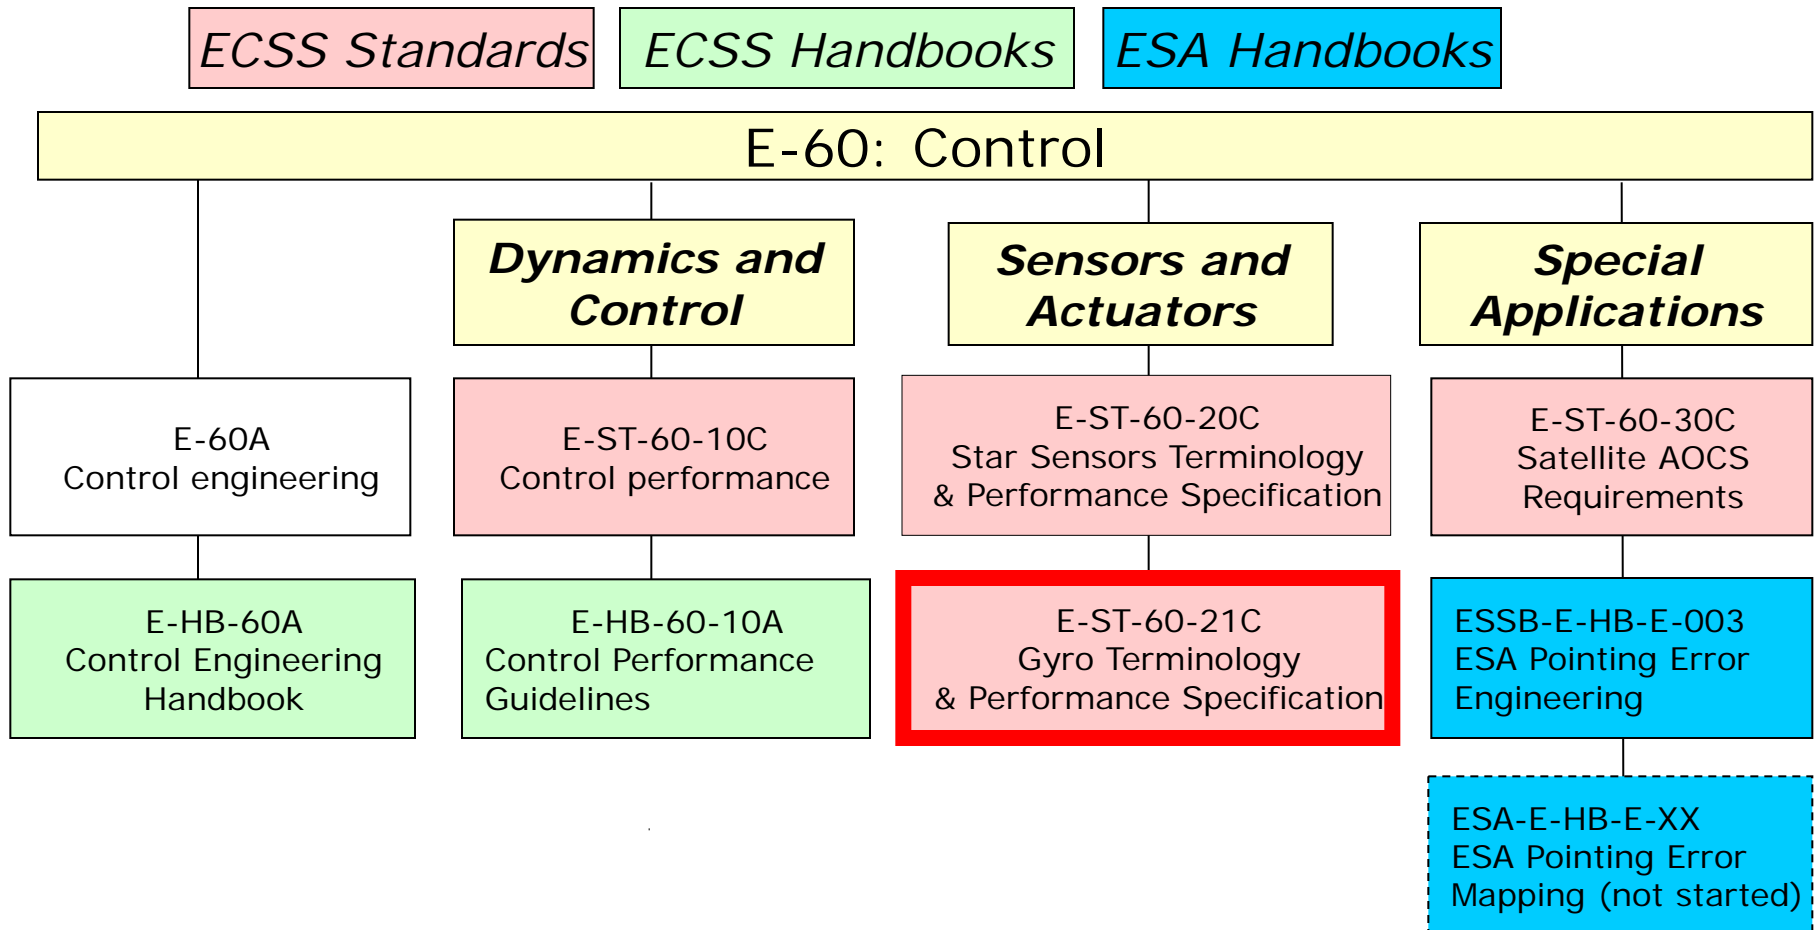 ECSS Standards
ECSS Handbooks
ESA Handbooks
E-60: Control
Dynamics and
Control
Sensors and
Actuators
Special
Applications
E-60A
Control engineering
E-ST-60-10C
Control performance
E-ST-60-20C
Star Sensors Terminology
& Performance Specification
E-ST-60-30C
Satellite AOCS
Requirements
E-HB-60A
Control Engineering
Handbook
E-HB-60-10A
Control Performance
Guidelines
E-ST-60-21C
Gyro Terminology
& Performance Specification
ESSB-E-HB-E-003
ESA Pointing Error
Engineering
ESA-E-HB-E-XX
ESA Pointing Error
Mapping (not started)